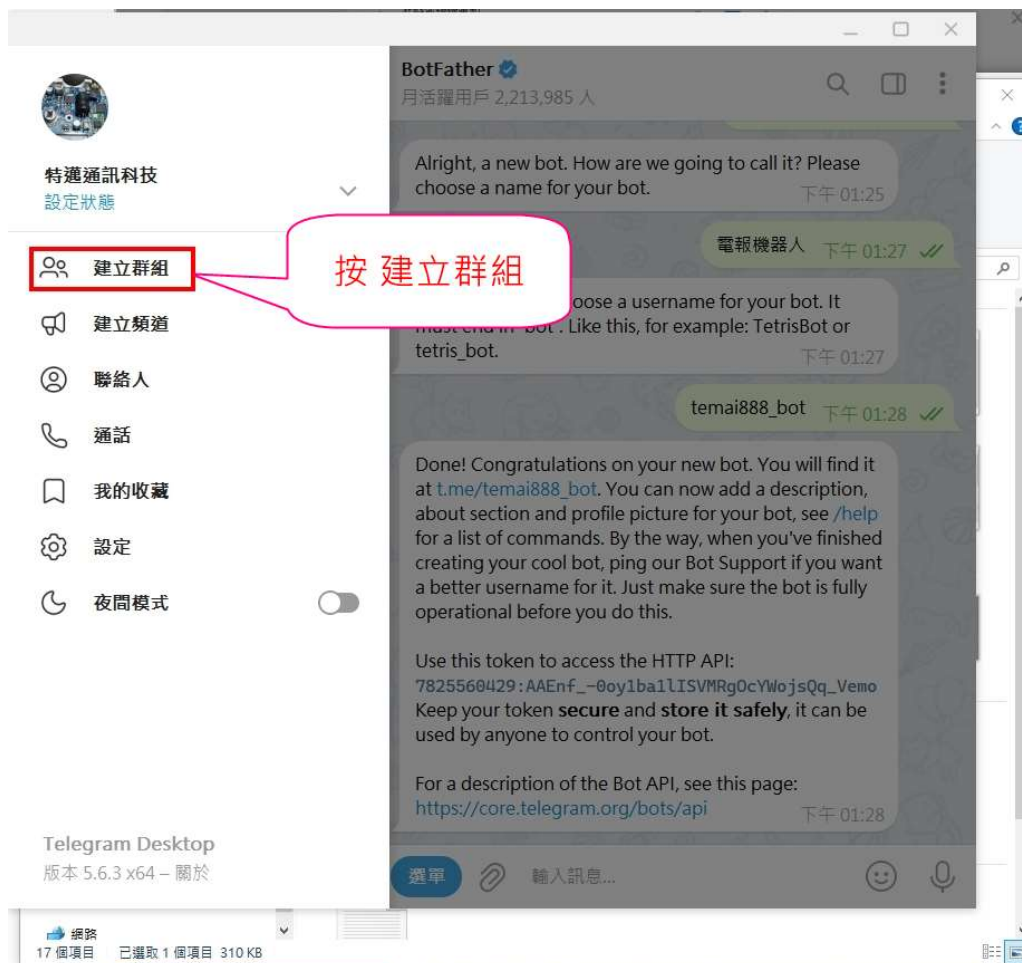 BotFather
月活躍用戶 2,213,985 人
特邁通訊科技
設定狀態
建立群組
按 建立群組
建立頻道
聯絡人
通話
我的收藏
設定
夜間模式
Telegram Desktop
版本 5.6.3 x64 – 關於
Alright, a new bot. How are we going to call it? Please
choose a name for your bot.
下午 01:25
電報機器人 下午 01:27
oose a username for your bot. It
must end in `bot`. Like this, for example: TetrisBot or
tetris_bot.
下午 01:27
temai888_bot 下午 01:28
Done! Congratulations on your new bot. You will find it
at t.me/temai888_bot. You can now add a description,
about section and profile picture for your bot, see /help
for a list of commands. By the way, when you've finished
creating your cool bot, ping our Bot Support if you want
a better username for it. Just make sure the bot is fully
operational before you do this.
Use this token to access the HTTP API:
7825560429:AAEnf_-0oy1ba1lISVMRgOcYWojsQq_Vemo
Keep your token secure and store it safely, it can be
used by anyone to control your bot.
For a description of the Bot API, see this page:
https://core.telegram.org/bots/api
下午 01:28
選單
輸入訊息...
網路
17 個項目 已選取 1 個項目 310 KB